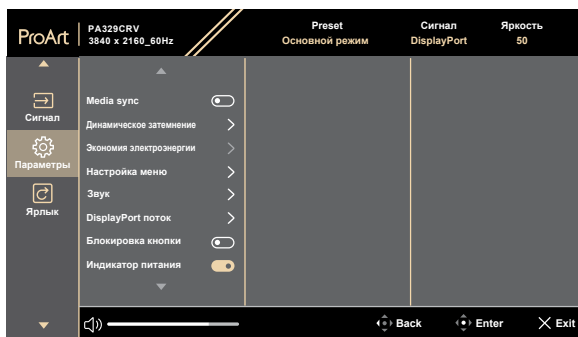 ProArt
PA329CRV
3840 x 2160_60Hz
Preset
Основной режим
Сигнал
DisplayPort
Яркость
50
Сигнал
Параметры
Ярлык
Media sync
Динамическое затемнение
Экономия электроэнергии
Настройка меню
Звук
DisplayPort поток
Блокировка кнопки
Индикатор питания
Back
Enter
Exit